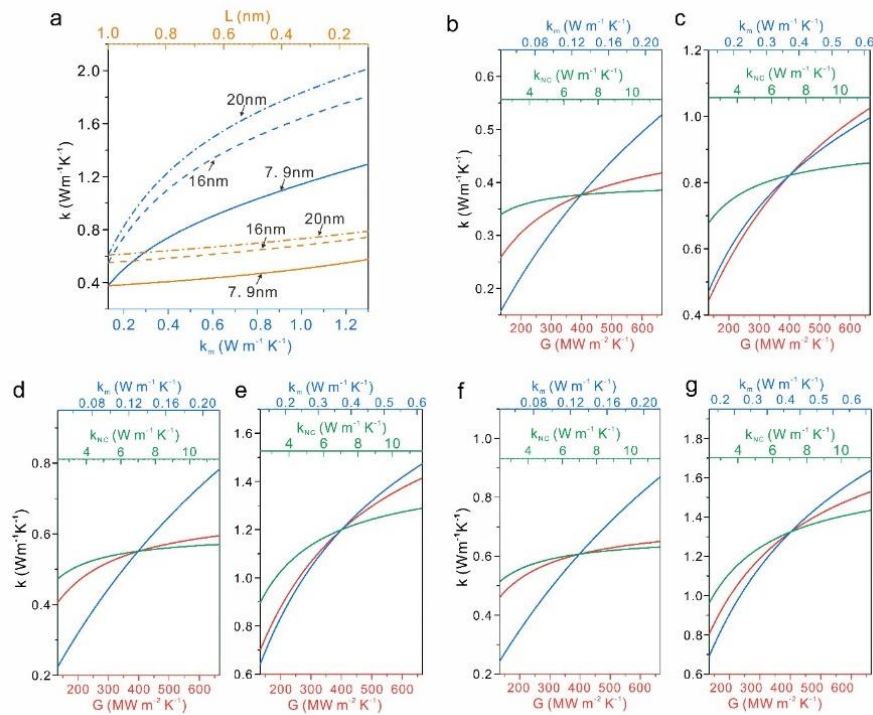 a
L (nm)
1.0 0.8 0.6 0.4 0.2
k (Wm⁻¹K⁻¹)
2.0
1.6
1.2
0.8
0.4
20nm
16nm
7. 9nm
20nm
16nm
7. 9nm
0.2 0.4 0.6 0.8 1.0 1.2
kₘ (W m⁻¹ K⁻¹)
b
kₘ (W m⁻¹ K⁻¹)
0.08 0.12 0.16 0.20
k_NC (W m⁻¹ K⁻¹)
4 6 8 10
k (Wm⁻¹K⁻¹)
0.6
0.5
0.4
0.3
0.2
200 300 400 500 600
G (MW m⁻² K⁻¹)
c
kₘ (W m⁻¹ K⁻¹)
0.2 0.3 0.4 0.5 0.6
k_NC (W m⁻¹ K⁻¹)
4 6 8 10
1.2
1.0
0.8
0.6
0.4
200 300 400 500 600
G (MW m⁻² K⁻¹)
d
kₘ (W m⁻¹ K⁻¹)
0.08 0.12 0.16 0.20
k_NC (W m⁻¹ K⁻¹)
4 6 8 10
k (Wm⁻¹K⁻¹)
0.8
0.6
0.4
0.2
200 300 400 500 600
G (MW m⁻² K⁻¹)
e
kₘ (W m⁻¹ K⁻¹)
0.2 0.3 0.4 0.5 0.6
k_NC (W m⁻¹ K⁻¹)
4 6 8 10
1.6
1.4
1.2
1.0
0.8
0.6
200 300 400 500 600
G (MW m⁻² K⁻¹)
f
kₘ (W m⁻¹ K⁻¹)
0.08 0.12 0.16 0.20
k_NC (W m⁻¹ K⁻¹)
4 6 8 10
k (Wm⁻¹K⁻¹)
1.0
0.8
0.6
0.4
0.2
200 300 400 500 600
G (MW m⁻² K⁻¹)
g
kₘ (W m⁻¹ K⁻¹)
0.2 0.3 0.4 0.5 0.6
k_NC (W m⁻¹ K⁻¹)
4 6 8 10
1.8
1.6
1.4
1.2
1.0
0.8
0.6
200 300 400 500 600
G (MW m⁻² K⁻¹)